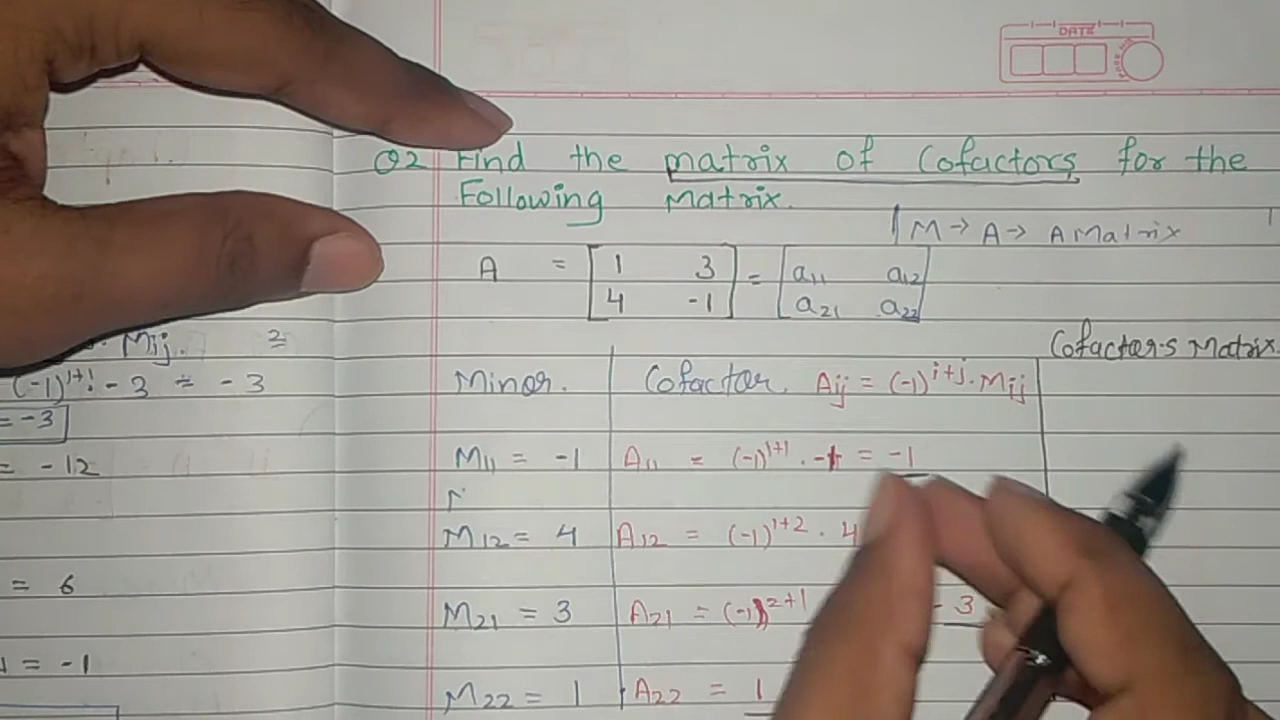 DATE
Q2 Find the matrix of Cofactors for the
Following Matrix.
M → A → A Matrix
A = [1 3 4 -1] = [a11 a12 a21 a22]
Mij.
(-1)^1+1 · -3 = -3
= -3
= -12
= 6
= -1
Minor. Cofactor Aij = (-1)^i+j · Mij Cofactors Matrix.
M11 = -1 A11 = (-1)^1+1 · -1 = -1
M12 = 4 A12 = (-1)^1+2 · 4
M21 = 3 A21 = (-1)^2+1 - 3
M22 = 1 A22 = 1